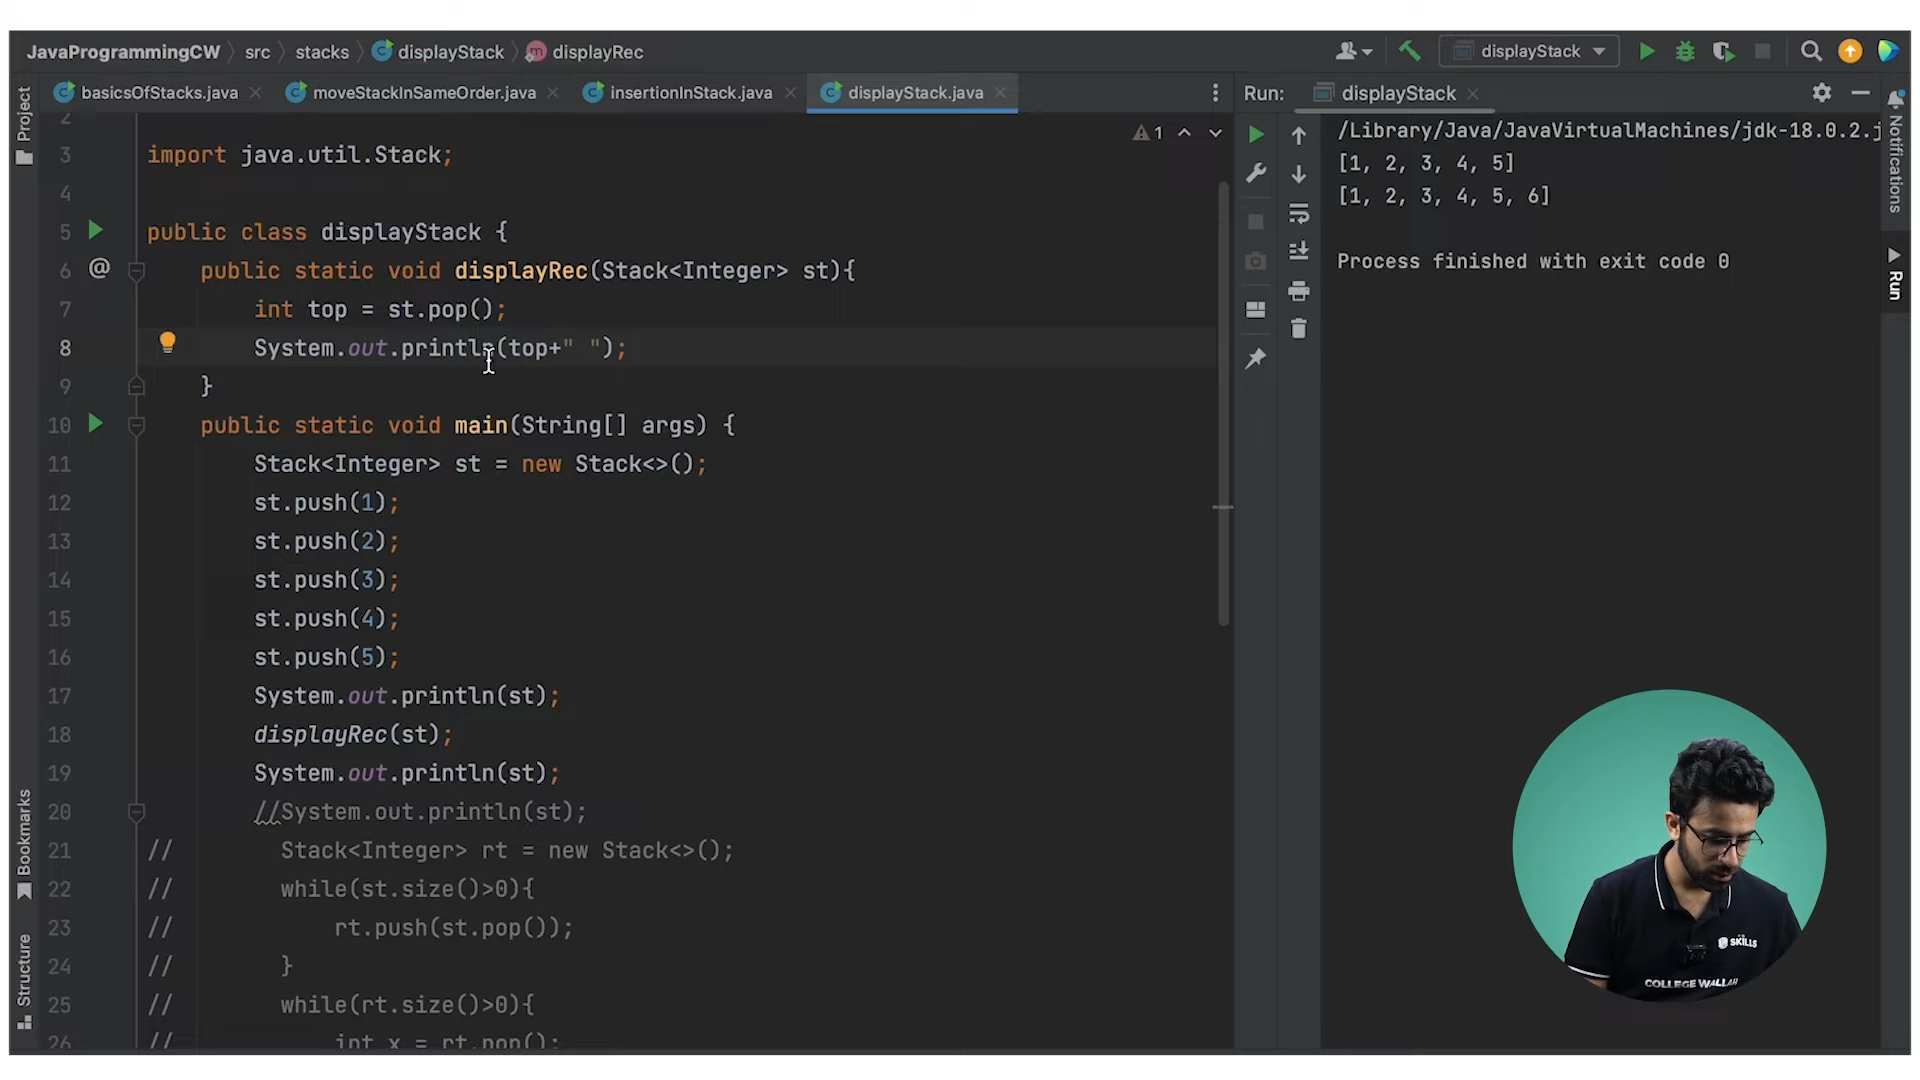 JavaProgrammingCW src stacks displayStack displayRec
displayStack
Project
basicsOfStacks.java
moveStackInSameOrder.java
insertionInStack.java
displayStack.java
2
3 import java.util.Stack;
4
5 public class displayStack {
6 @ public static void displayRec(Stack<Integer> st){
7 int top = st.pop();
8 System.out.println(top+" ");
9 }
10 public static void main(String[] args) {
11 Stack<Integer> st = new Stack<>();
12 st.push(1);
13 st.push(2);
14 st.push(3);
15 st.push(4);
16 st.push(5);
17 System.out.println(st);
18 displayRec(st);
19 System.out.println(st);
20 //System.out.println(st);
21 // Stack<Integer> rt = new Stack<>();
22 // while(st.size()>0){
23 // rt.push(st.pop());
24 // }
25 // while(rt.size()>0){
26 // int x = rt.pop();
1
Bookmarks
Structure
Run: displayStack
/Library/Java/JavaVirtualMachines/jdk-18.0.2.j
[1, 2, 3, 4, 5]
[1, 2, 3, 4, 5, 6]
Process finished with exit code 0
Notifications
Run
SKILLS
COLLEGE WALLAH